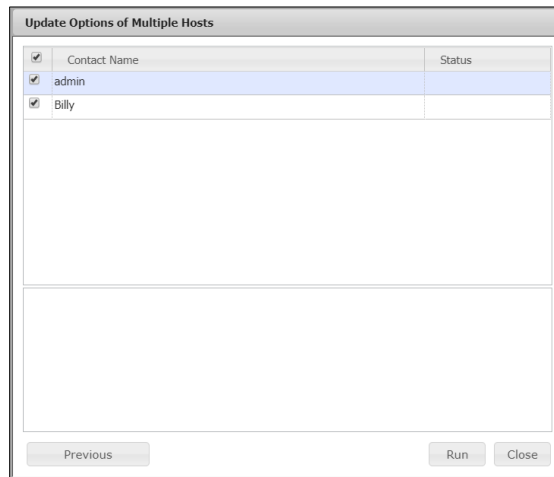 Update Options of Multiple Hosts
Contact Name Status
admin
Billy
Previous Run Close